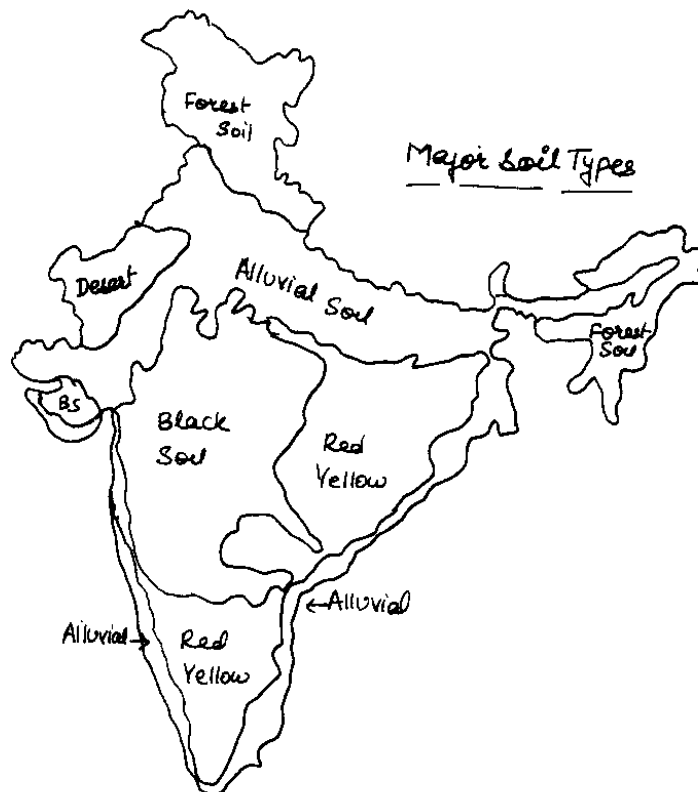 Forest
Soil
Major Soil Types
Desert
Alluvial Soil
Forest
Soil
BS
Black
Soil
Red
Yellow
←Alluvial
Alluvial→
Red
Yellow